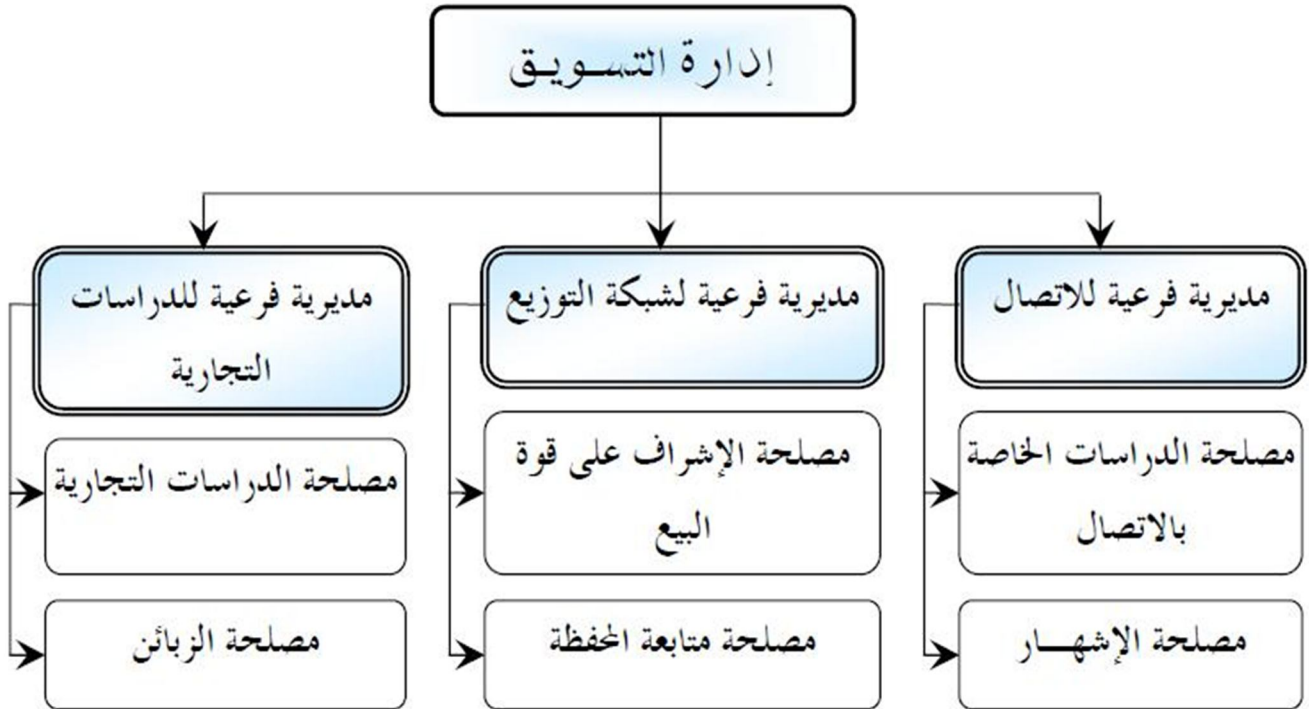 إدارة التسويق
مديرية فرعية للاتصال
مديرية فرعية لشبكة التوزيع
مديرية فرعية للدراسات
التجارية
مصلحة الدراسات الخاصة
بالاتصال
مصلحة الإشراف على قوة
البيع
مصلحة الدراسات التجارية
مصلحة الإشهـــار
مصلحة متابعة المحفظة
مصلحة الزبائن